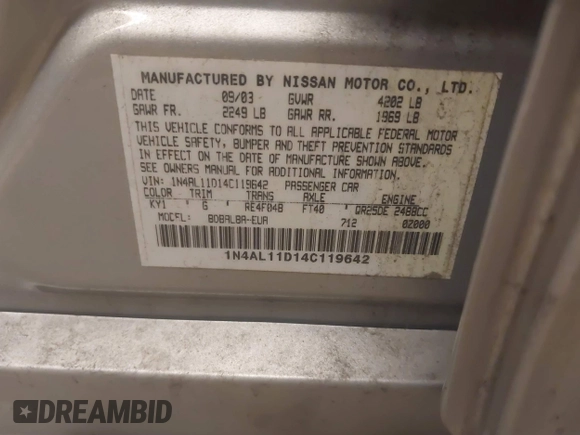 MANUFACTURED BY NISSAN MOTOR CO., LTD.
DATE 09/03 GVWR 4202 LB
GAWR FR. 2249 LB GAWR RR. 1969 LB
THIS VEHICLE CONFORMS TO ALL APPLICABLE FEDERAL MOTOR
VEHICLE SAFETY, BUMPER AND THEFT PREVENTION STANDARDS
IN EFFECT ON THE DATE OF MANUFACTURE SHOWN ABOVE.
SEE OWNERS MANUAL FOR ADDITIONAL INFORMATION.
VIN: 1N4AL11D14C119642 PASSENGER CAR
COLOR TRIM TRANS AXLE ENGINE
KY1 G RE4F04B FT40 QR25DE 2488CC
MODEL: BDBALBA-EUA 712 0Z000
1N4AL11D14C119642
DREAMBID